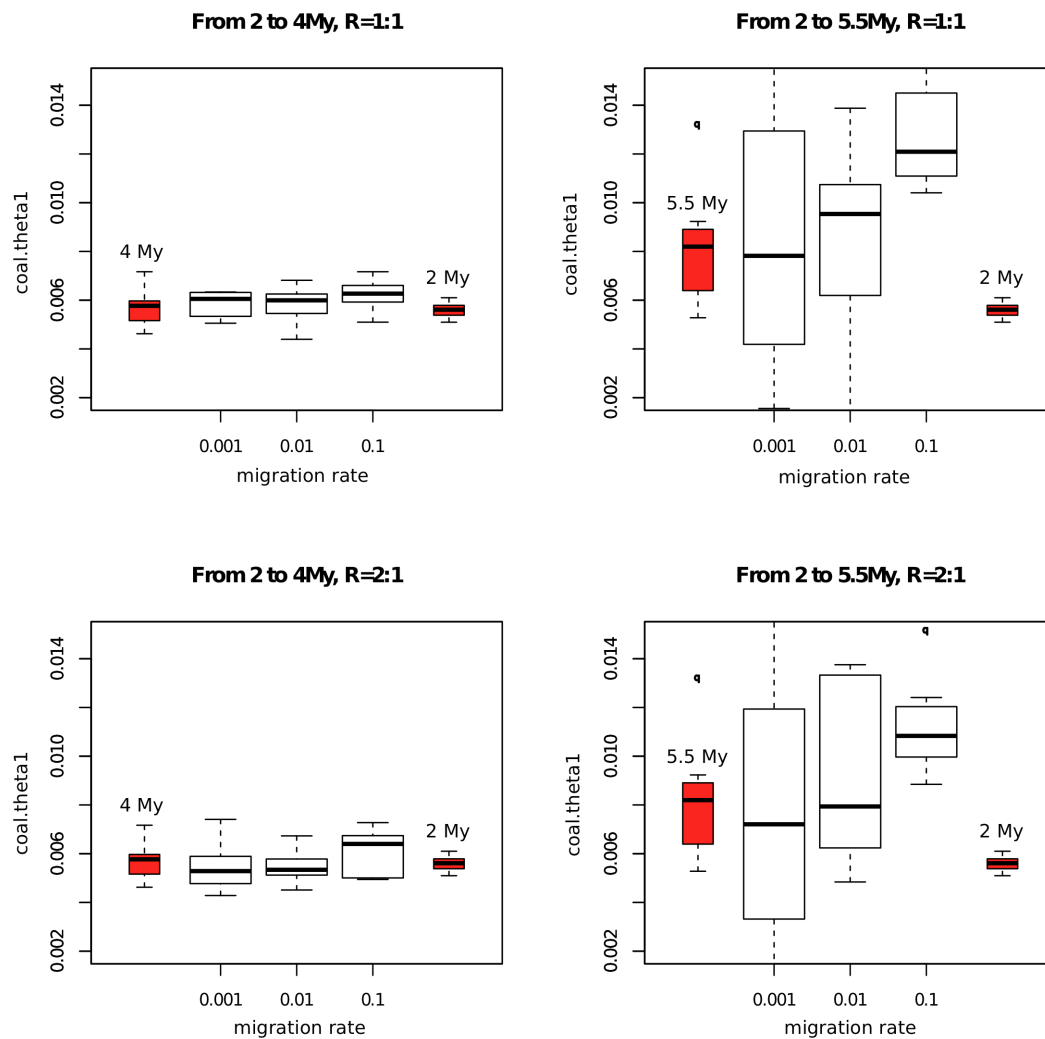 From 2 to 4My, R=1:1
coal.theta1
0.014
0.010
0.006
0.002
4 My
2 My
0.001 0.01 0.1
migration rate
From 2 to 5.5My, R=1:1
coal.theta1
0.014
0.010
0.006
0.002
q
5.5 My
2 My
0.001 0.01 0.1
migration rate
From 2 to 4My, R=2:1
coal.theta1
0.014
0.010
0.006
0.002
4 My
2 My
0.001 0.01 0.1
migration rate
From 2 to 5.5My, R=2:1
coal.theta1
0.014
0.010
0.006
0.002
q
q
5.5 My
2 My
0.001 0.01 0.1
migration rate